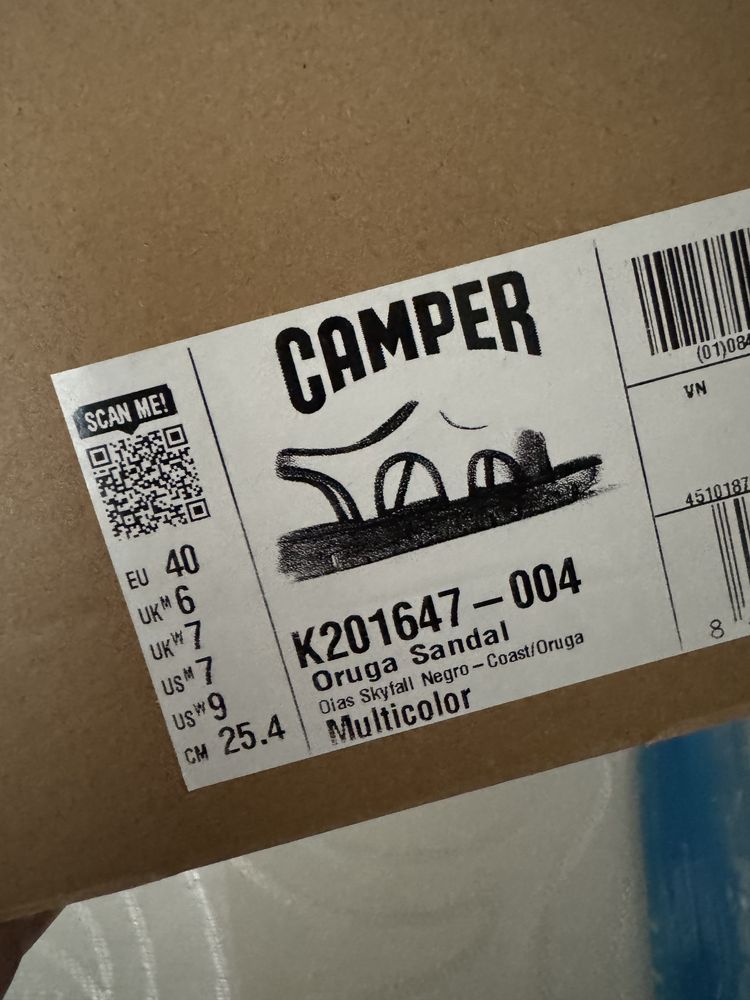 SCAN ME!
EU 40
UKM 6
UKW 7
USM 7
USW 9
CM 25.4
CAMPER
K201647-004
Oruga Sandal
Olas Skyfall Negro-Coast/Oruga
Multicolor
(01)084
VN
4510187
8